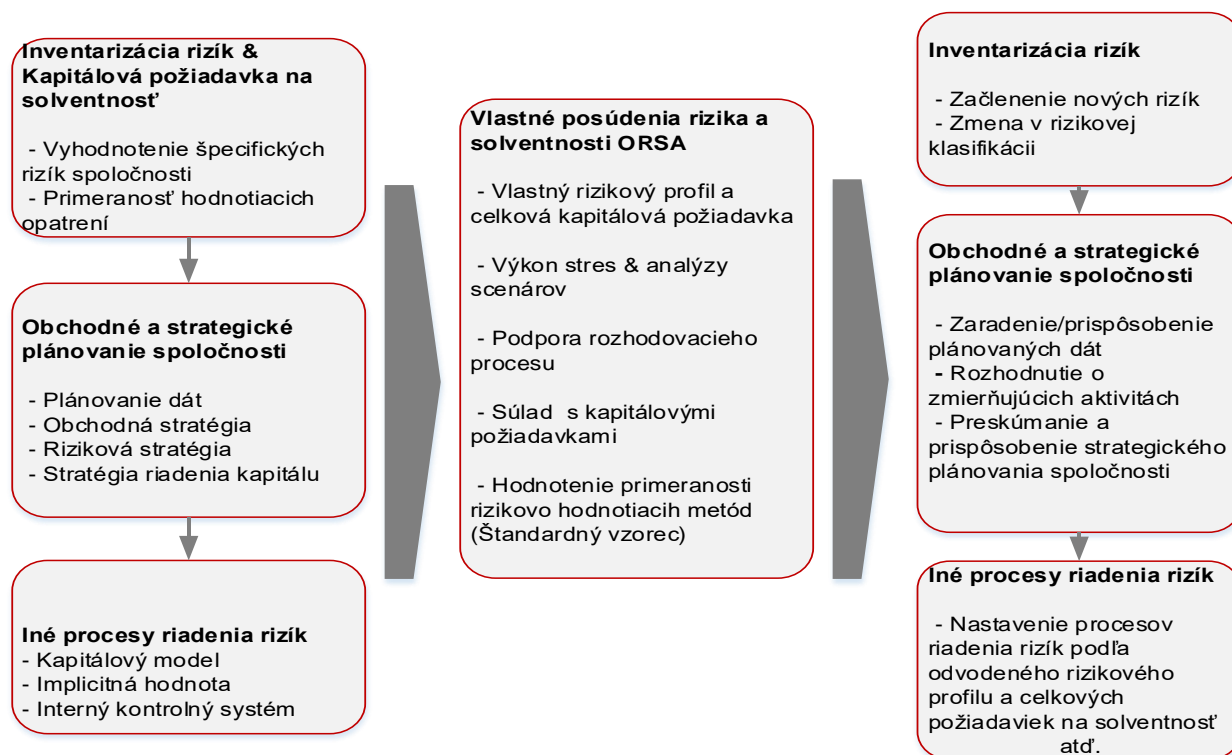 Inventarizácia rizík &
Kapitálová požiadavka na
solventnosť
- Vyhodnotenie špecifických
rizík spoločnosti
- Primeranosť hodnotiacich
opatrení
Obchodné a strategické
plánovanie spoločnosti
- Plánovanie dát
- Obchodná stratégia
- Riziková stratégia
- Stratégia riadenia kapitálu
Iné procesy riadenia rizík
- Kapitálový model
- Implicitná hodnota
- Interný kontrolný systém
Vlastné posúdenia rizika a
solventnosti ORSA
- Vlastný rizikový profil a
celková kapitálová požiadavka
- Výkon stres & analýzy
scenárov
- Podpora rozhodovacieho
procesu
- Súlad s kapitálovými
požiadavkami
- Hodnotenie primeranosti
rizikovo hodnotiacih metód
(Štandardný vzorec)
Inventarizácia rizík
- Začlenenie nových rizík
- Zmena v rizikovej
klasifikácii
Obchodné a strategické
plánovanie spoločnosti
- Zaradenie/prispôsobenie
plánovaných dát
- Rozhodnutie o
zmierňujúcich aktivitách
- Preskúmanie a
prispôsobenie strategického
plánovania spoločnosti
Iné procesy riadenia rizík
- Nastavenie procesov
riadenia rizík podľa
odvodeného rizikového
profilu a celkových
požiadaviek na solventnosť
atď.